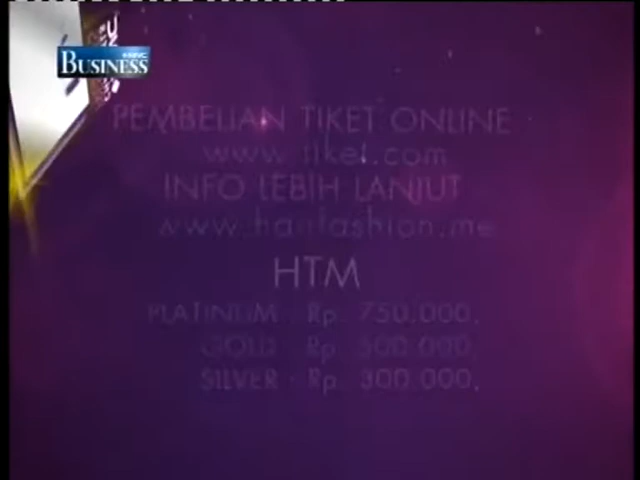 MNC
BUSINESS
PEMBELIAN TIKET ONLINE
www.tiket.com
INFO LEBIH LANJUT
HTM
PLATINUM - Rp. 750.000,
GOLD - Rp. 500.000,
SILVER - Rp. 300.000,